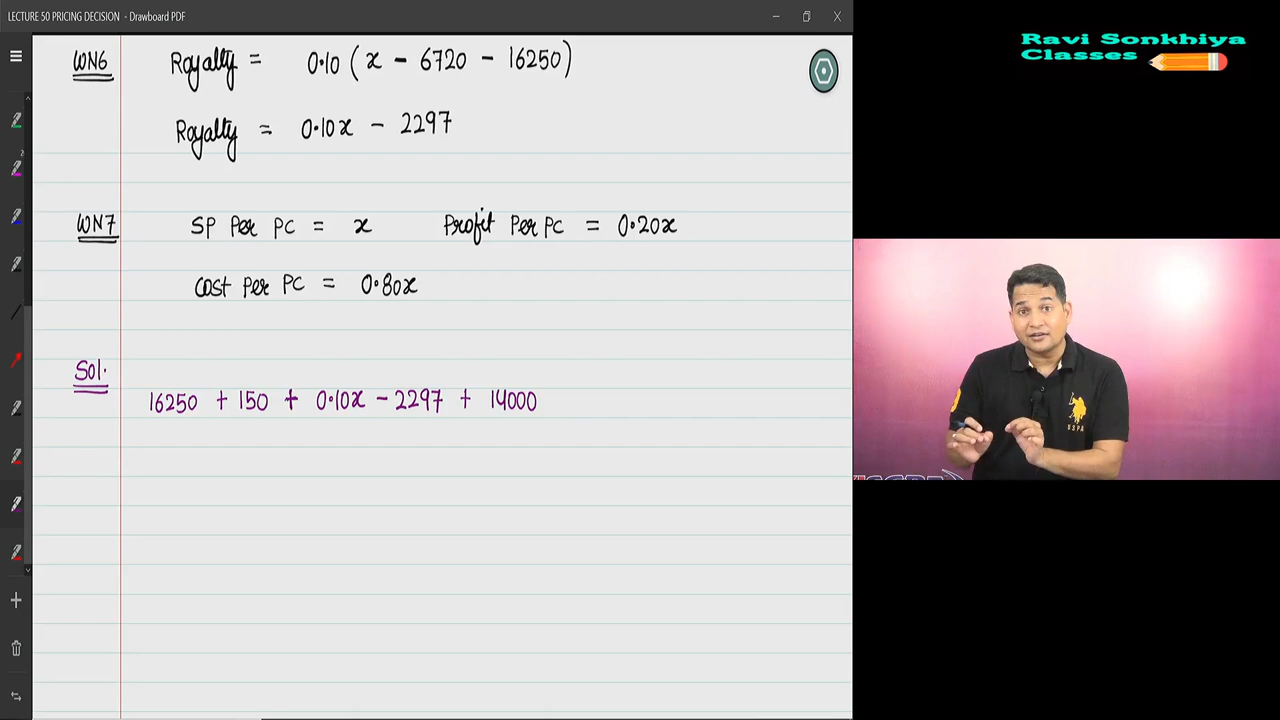 LECTURE 50 PRICING DECISION - Drawboard PDF
Ravi Sonkhiya
Classes
WN6 Royalty = 0.10 (x - 6720 - 16250)
Royalty = 0.10x - 2297
WN7 SP Per PC = x Profit Per PC = 0.20x
Cost Per PC = 0.80x
Sol.
16250 + 150 + 0.10x - 2297 + 14000
USPA